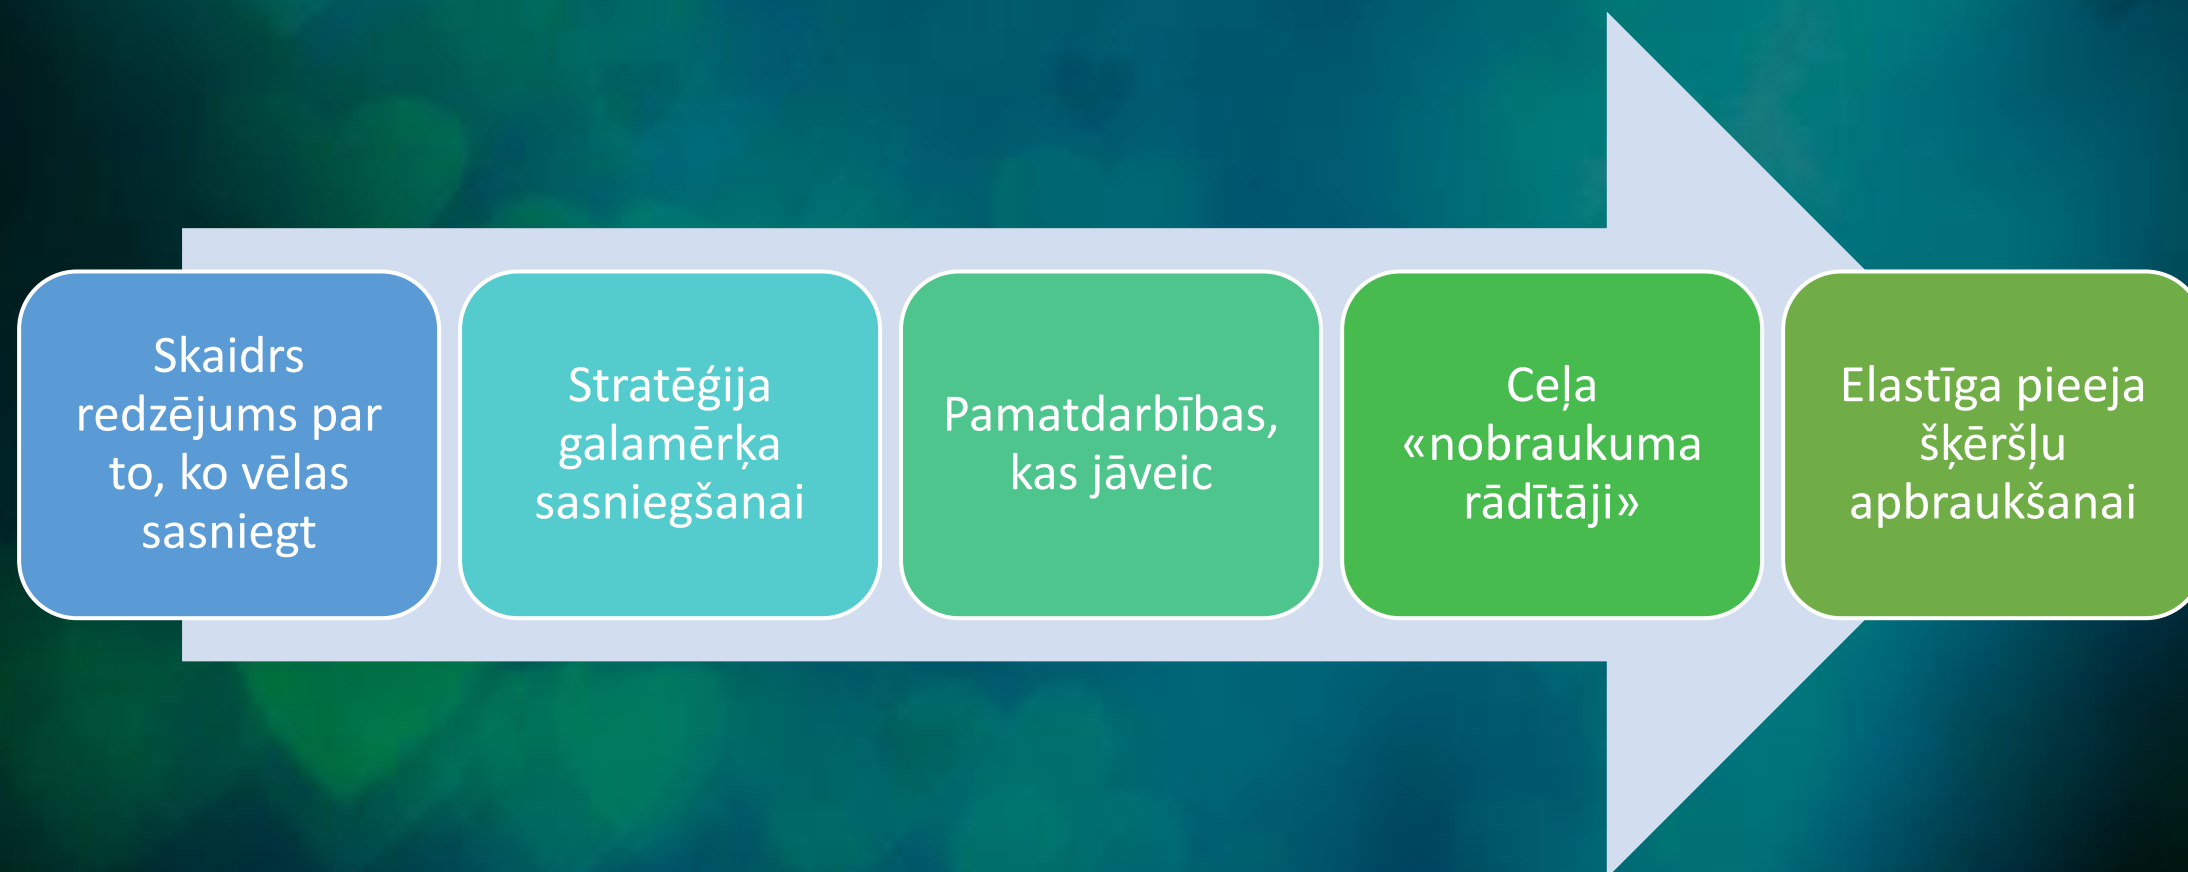 Skaidrs
redzējums par
to, ko vēlas
sasniegt
Stratēģija
galamērķa
sasniegšanai
Pamatdarbības,
kas jāveic
Ceļa
«nobraukuma
rādītāji»
Elastīga pieeja
šķēršļu
apbraukšanai